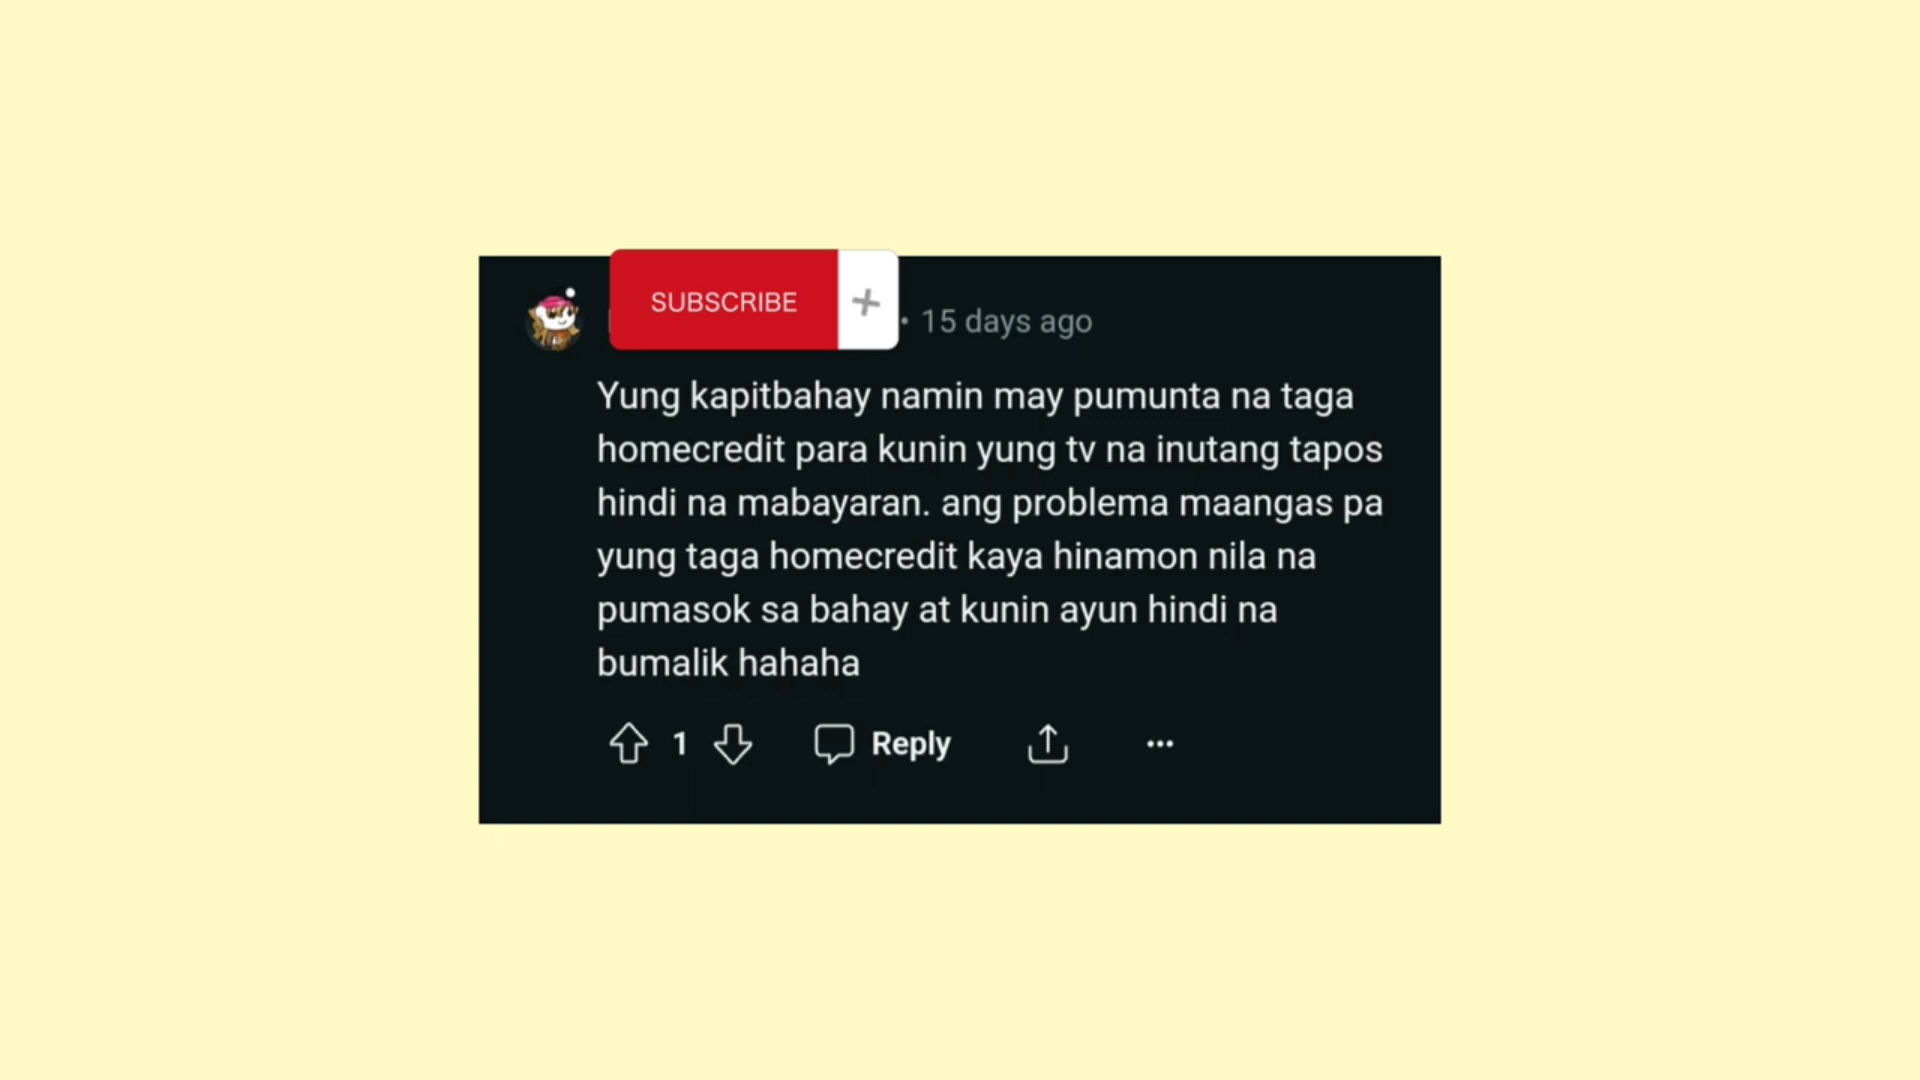 SUBSCRIBE
• 15 days ago
Yung kapitbahay namin may pumunta na taga
homecredit para kunin yung tv na inutang tapos
hindi na mabayaran. ang problema maangas pa
yung taga homecredit kaya hinamon nila na
pumasok sa bahay at kunin ayun hindi na
bumalik hahaha
1 Reply